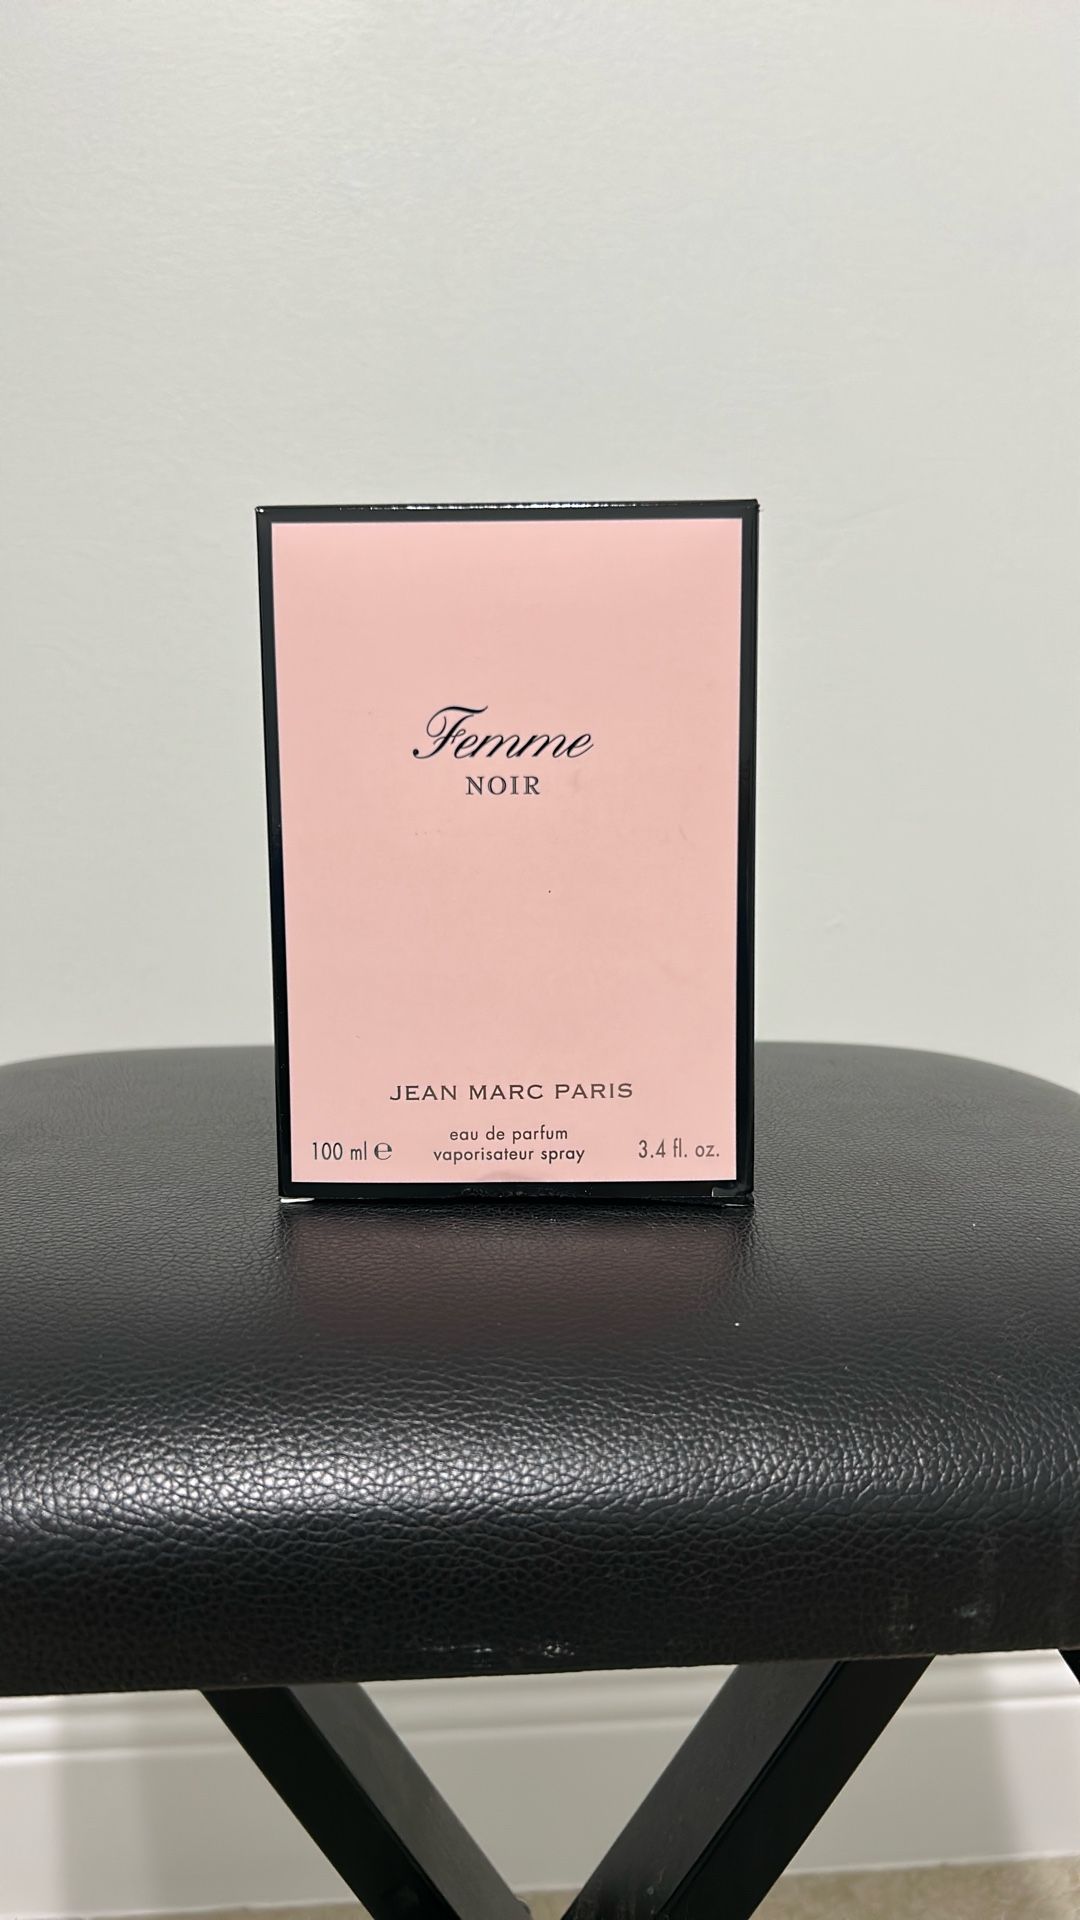 Femme
NOIR
JEAN MARC PARIS
eau de parfum
100 ml ℮ vaporisateur spray 3.4 fl. oz.